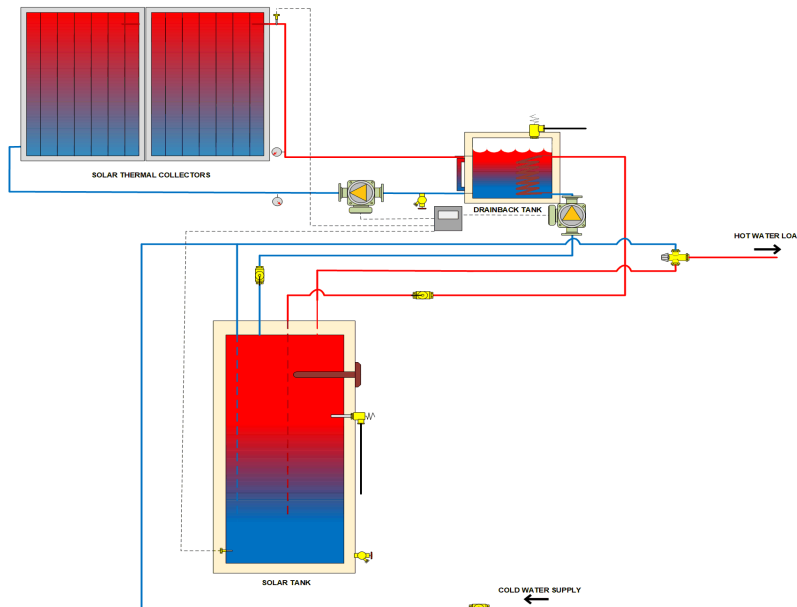 SOLAR THERMAL COLLECTORS
DRAINBACK TANK
HOT WATER LOA
SOLAR TANK
COLD WATER SUPPLY